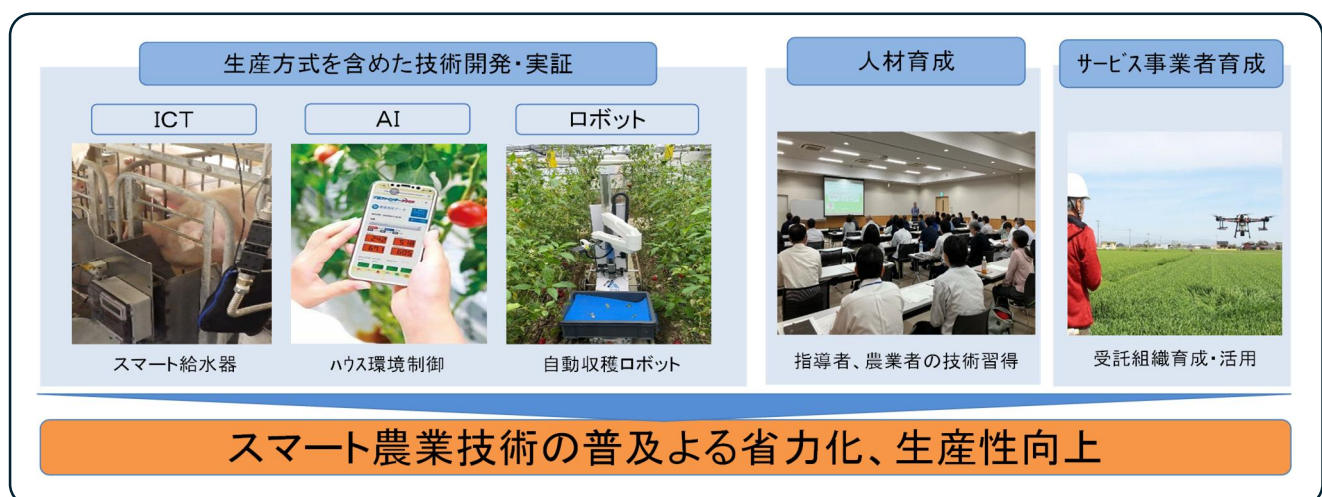 生産方式を含めた技術開発・実証
人材育成
サービス事業者育成
ICT
AI
ロボット
スマート給水器
ハウス環境制御
自動収穫ロボット
指導者、農業者の技術習得
受託組織育成・活用
スマート農業技術の普及よる省力化、生産性向上